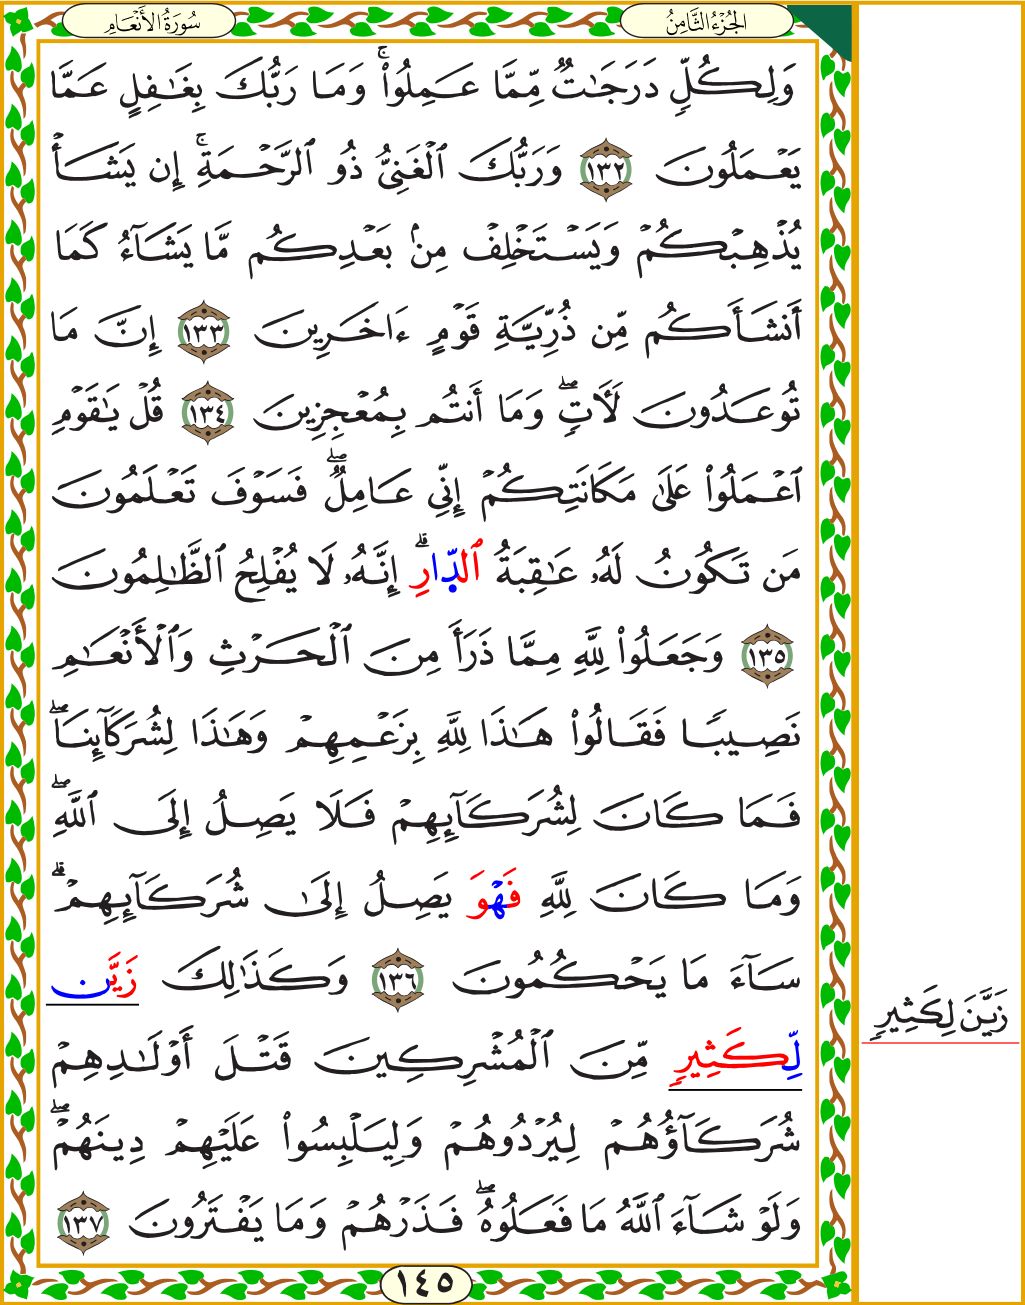 الجُزْءُ الثَّامِنُ
سُورَةُ الأَنْعَامِ
وَلِكُلّٖ دَرَجَٰتٞ مِّمَّا عَمِلُواْۚ وَمَا رَبُّكَ بِغَٰفِلٍ عَمَّا
يَعْمَلُونَ ١٣٢ وَرَبُّكَ ٱلْغَنِيُّ ذُو ٱلرَّحْمَةِۚ إِن يَشَأْ
يُذْهِبْكُمْ وَيَسْتَخْلِفْ مِنۢ بَعْدِكُم مَّا يَشَآءُ كَمَا
أَنشَأَكُم مِّن ذُرِّيَّةِ قَوْمٍ ءَاخَرِينَ ١٣٣ إِنَّ مَا
تُوعَدُونَ لَأٓتٖۖ وَمَا أَنتُم بِمُعْجِزِينَ ١٣٤ قُلْ يَٰقَوْمِ
ٱعْمَلُواْ عَلَىٰ مَكَانَتِكُمْ إِنِّي عَامِلٞۖ فَسَوْفَ تَعْلَمُونَ
مَن تَكُونُ لَهُۥ عَٰقِبَةُ ٱلدّ۪ارِۗ إِنَّهُۥ لَا يُفْلِحُ ٱلظَّٰلِمُونَ
١٣٥ وَجَعَلُواْ لِلَّهِ مِمَّا ذَرَأَ مِنَ ٱلْحَرْثِ وَٱلْأَنْعَٰمِ
نَصِيبٗا فَقَالُواْ هَٰذَا لِلَّهِ بِزَعْمِهِمْ وَهَٰذَا لِشُرَكَآئِنَاۖ
فَمَا كَانَ لِشُرَكَآئِهِمْ فَلَا يَصِلُ إِلَى ٱللَّهِۖ
وَمَا كَانَ لِلَّهِ فَهْوَ يَصِلُ إِلَىٰ شُرَكَآئِهِمْۗ
سَآءَ مَا يَحْكُمُونَ ١٣٦ وَكَذَٰلِكَ زَيَّن
لِّكَثِيرٖ مِّنَ ٱلْمُشْرِكِينَ قَتْلَ أَوْلَٰدِهِمْ
شُرَكَآؤُهُمْ لِيُرْدُوهُمْ وَلِيَلْبِسُواْ عَلَيْهِمْ دِينَهُمْۖ
وَلَوْ شَآءَ ٱللَّهُ مَا فَعَلُوهُۖ فَذَرْهُمْ وَمَا يَفْتَرُونَ ١٣٧
زَيَّنَ لِكَثِيرٖ
١٤٥